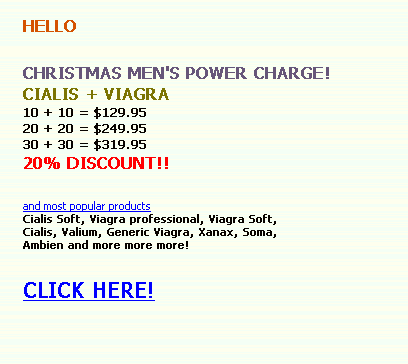 HELLO
CHRISTMAS MEN'S POWER CHARGE!
CIALIS + VIAGRA
10 + 10 = $129.95
20 + 20 = $249.95
30 + 30 = $319.95
20% DISCOUNT!!
and most popular products
Cialis Soft, Viagra professional, Viagra Soft,
Cialis, Valium, Generic Viagra, Xanax, Soma,
Ambien and more more more!
CLICK HERE!